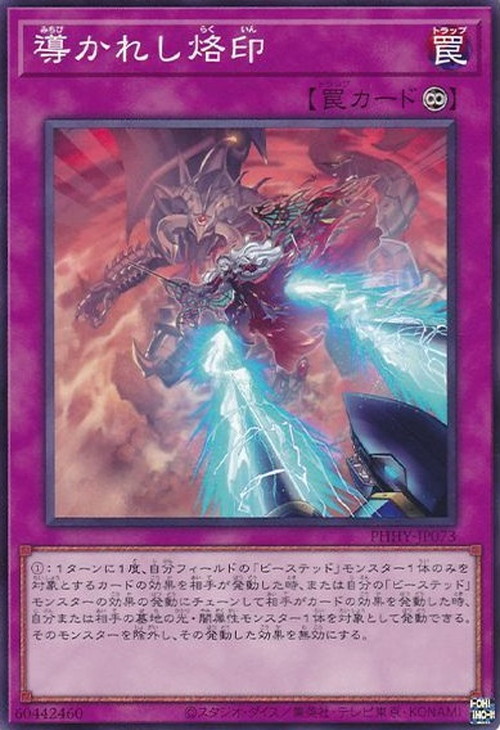 導かれし烙印
罠
【罠カード】
PHHY-JP073
①：1ターンに1度、自分フィールドの「ビーステッド」モンスター1体のみを
対象とするカードの効果を相手が発動した時、または自分の「ビーステッド」
モンスターの効果の発動にチェーンして相手がカードの効果を発動した時、
自分または相手の墓地の光・闇属性モンスター1体を対象として発動できる。
そのモンスターを除外し、その発動した効果を無効にする。
60442460
©スタジオ・ダイス／集英社・テレビ東京・KONAMI